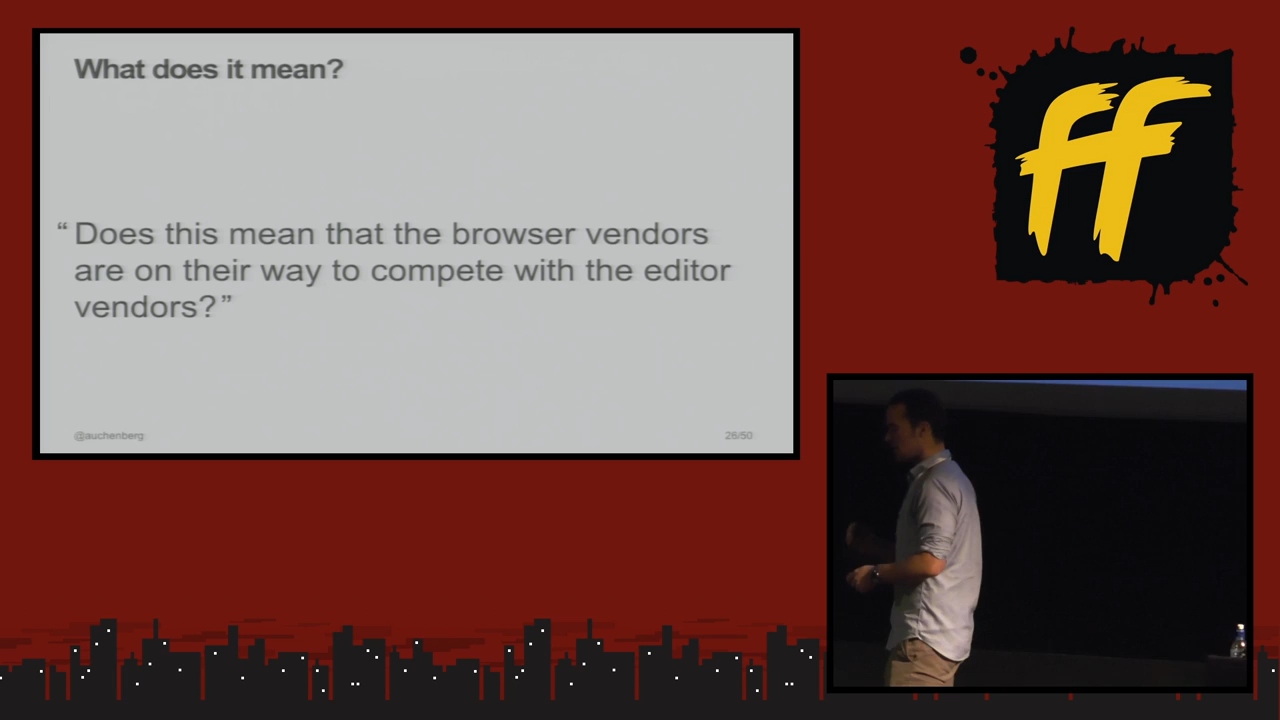 What does it mean?
“ Does this mean that the browser vendors
are on their way to compete with the editor
vendors? ”
@auchenberg
26/50
ff